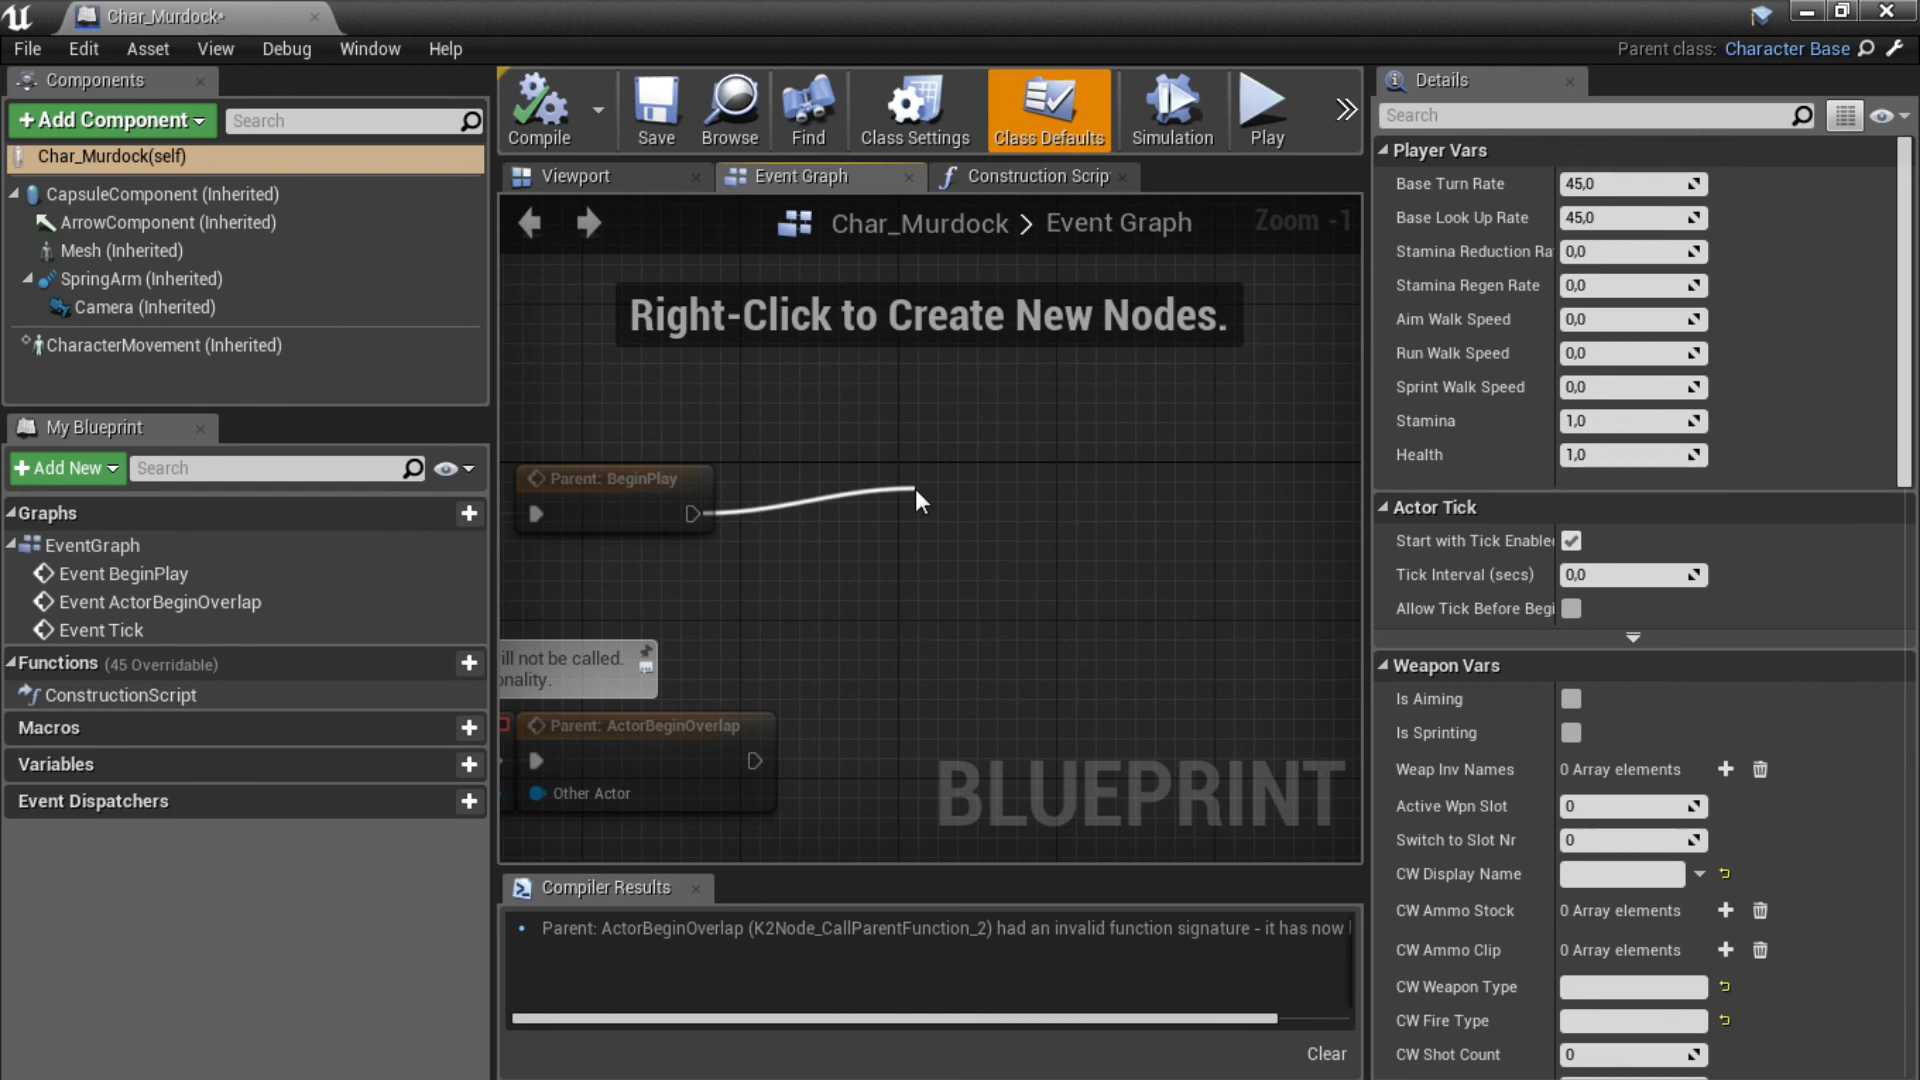 Char_Murdock*
File Edit Asset View Debug Window Help
Parent class: Character Base
Components
+ Add Component
Search
Char_Murdock(self)
CapsuleComponent (Inherited)
ArrowComponent (Inherited)
Mesh (Inherited)
SpringArm (Inherited)
Camera (Inherited)
CharacterMovement (Inherited)
My Blueprint
+ Add New
Search
Graphs
EventGraph
Event BeginPlay
Event ActorBeginOverlap
Event Tick
Functions (45 Overridable)
ConstructionScript
Macros
Variables
Event Dispatchers
Compile
Save
Browse
Find
Class Settings
Class Defaults
Simulation
Play
Viewport
Event Graph
Construction Scrip
Char_Murdock > Event Graph
Zoom -1
Right-Click to Create New Nodes.
Parent: BeginPlay
ill not be called.
onality.
Parent: ActorBeginOverlap
Other Actor
BLUEPRINT
Compiler Results
Parent: ActorBeginOverlap (K2Node_CallParentFunction_2) had an invalid function signature - it has now
Clear
Details
Search
Player Vars
Base Turn Rate 45,0
Base Look Up Rate 45,0
Stamina Reduction Ra 0,0
Stamina Regen Rate 0,0
Aim Walk Speed 0,0
Run Walk Speed 0,0
Sprint Walk Speed 0,0
Stamina 1,0
Health 1,0
Actor Tick
Start with Tick Enable
Tick Interval (secs) 0,0
Allow Tick Before Begi
Weapon Vars
Is Aiming
Is Sprinting
Weap Inv Names 0 Array elements
Active Wpn Slot 0
Switch to Slot Nr 0
CW Display Name
CW Ammo Stock 0 Array elements
CW Ammo Clip 0 Array elements
CW Weapon Type
CW Fire Type
CW Shot Count 0